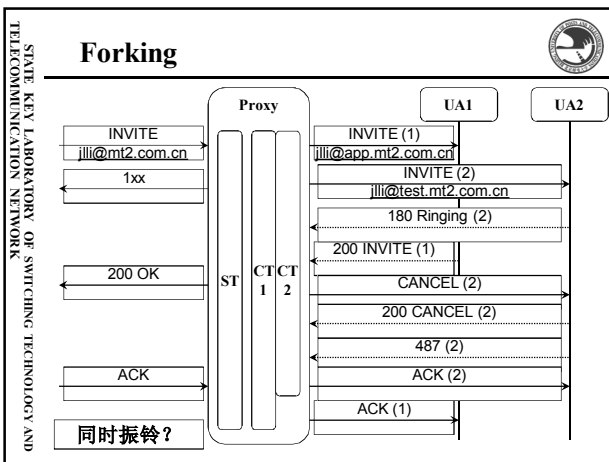 STATE KEY LABORATORY OF SWITCHING TECHNOLOGY AND
TELECOMMUNICATION NETWORK
Forking
Proxy
UA1
UA2
INVITE
jlli@mt2.com.cn
INVITE (1)
jlli@app.mt2.com.cn
1xx
INVITE (2)
jlli@test.mt2.com.cn
180 Ringing (2)
200 INVITE (1)
200 OK
ST
CT
1
CT
2
CANCEL (2)
200 CANCEL (2)
487 (2)
ACK
ACK (2)
ACK (1)
同时振铃？